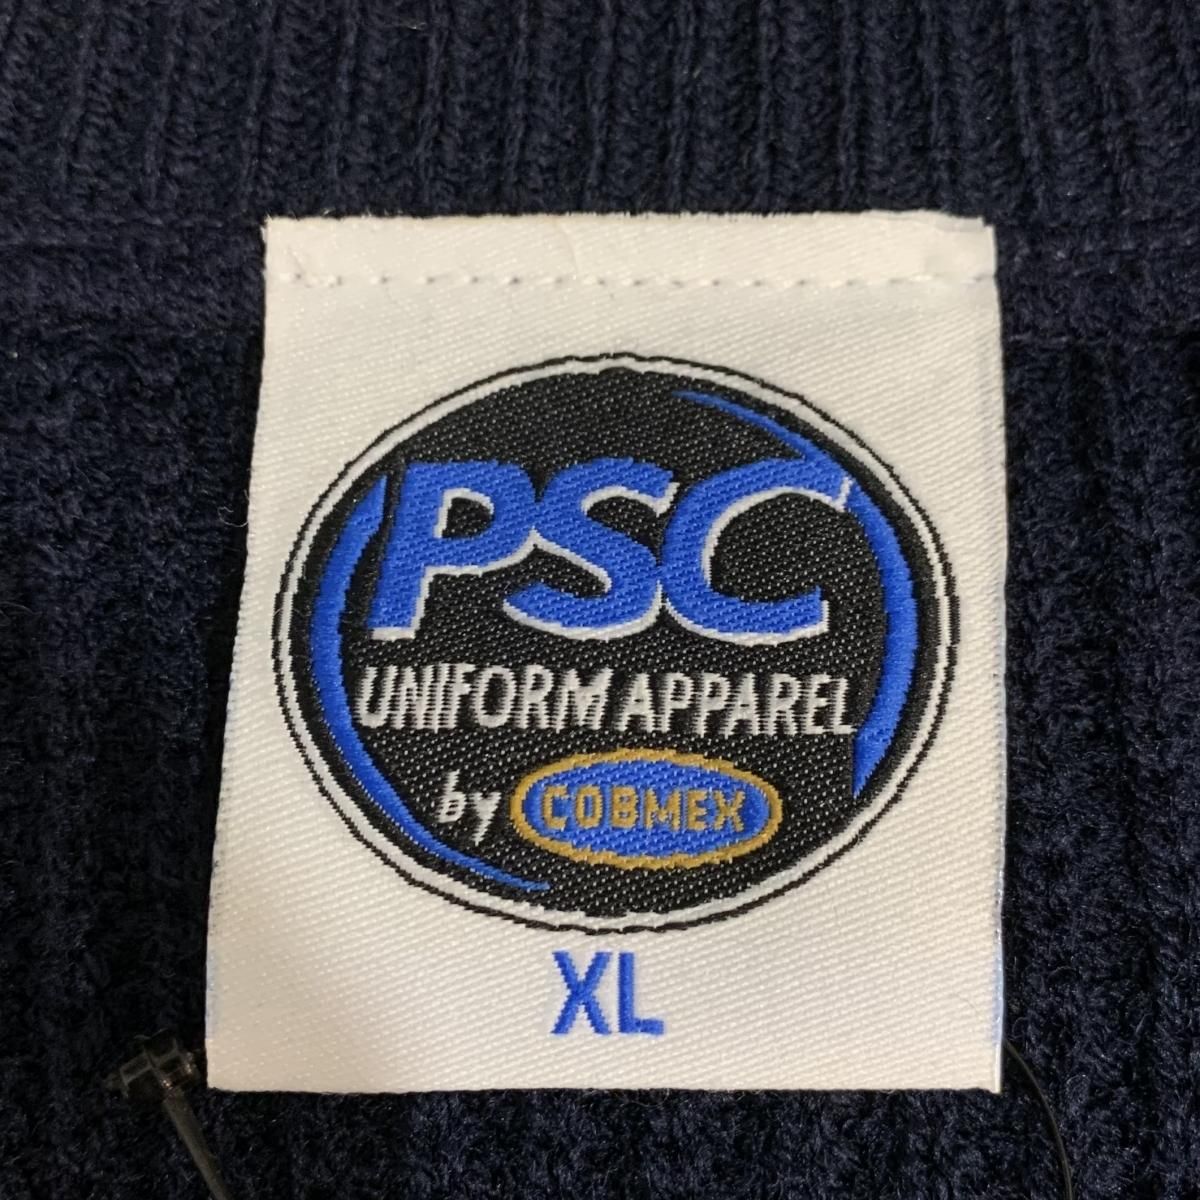 PSC
UNIFORM APPAREL
by COBMEX
XL